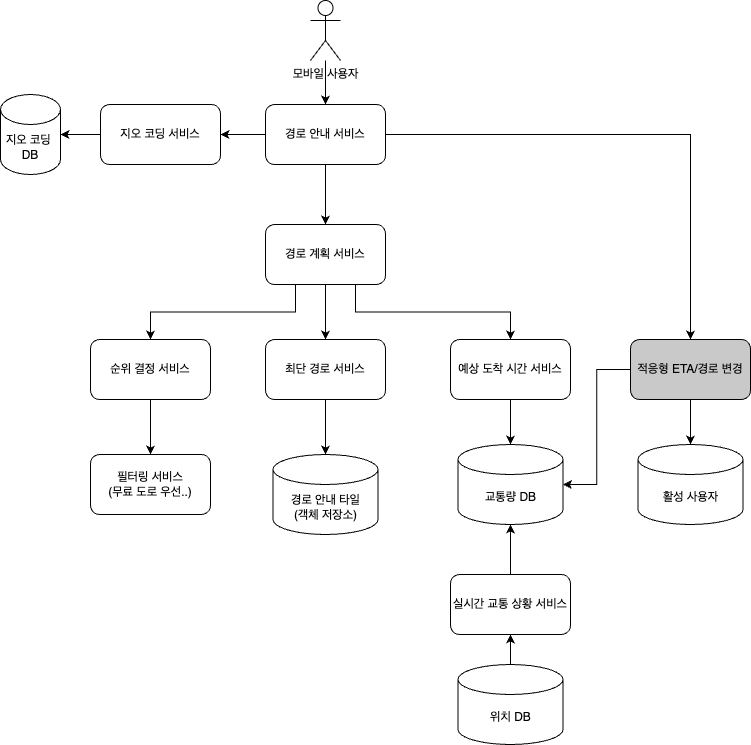 모바일 사용자
지오 코딩
DB
지오 코딩 서비스
경로 안내 서비스
경로 계획 서비스
순위 결정 서비스
최단 경로 서비스
예상 도착 시간 서비스
적응형 ETA/경로 변경
필터링 서비스
(무료 도로 우선..)
경로 안내 타일
(객체 저장소)
교통량 DB
활성 사용자
실시간 교통 상황 서비스
위치 DB